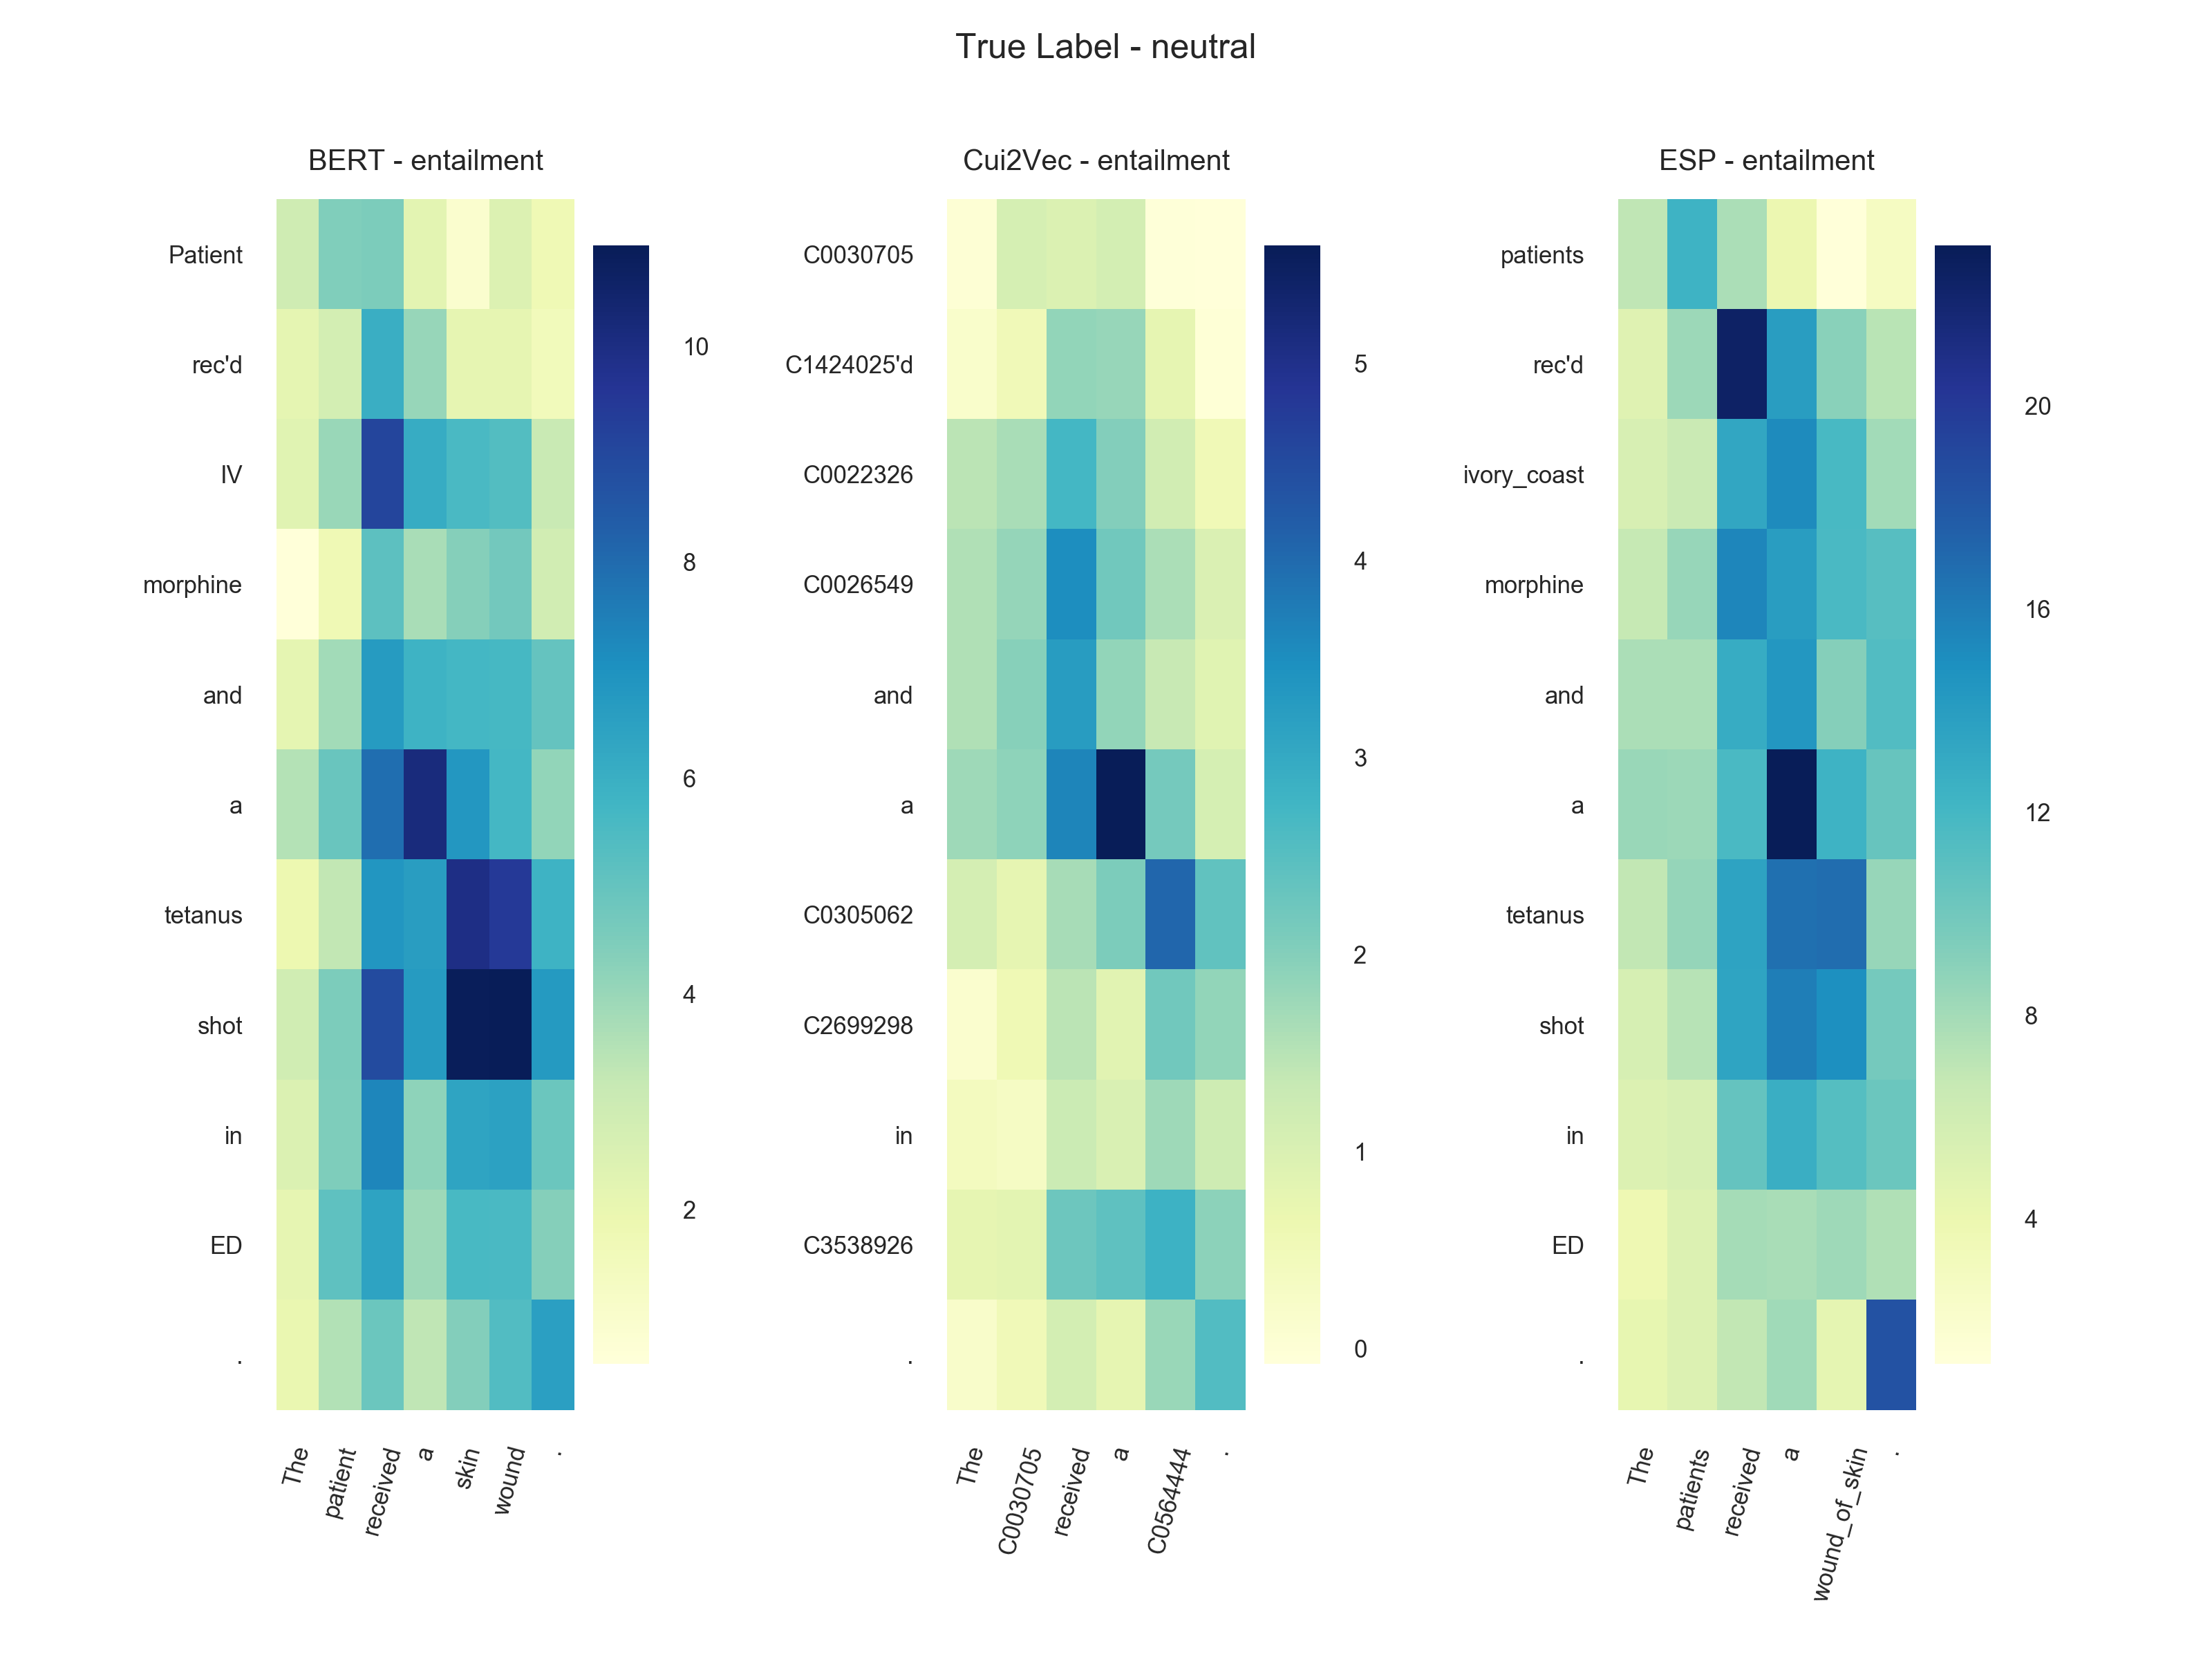 True Label - neutral
BERT - entailment
Patient
rec'd
IV
morphine
and
a
tetanus
shot
in
ED
.
The
patient
received
a
skin
wound
.
10
8
6
4
2
Cui2Vec - entailment
C0030705
C1424025'd
C0022326
C0026549
and
a
C0305062
C2699298
in
C3538926
.
The
C0030705
received
a
C0564444
.
5
4
3
2
1
0
ESP - entailment
patients
rec'd
ivory_coast
morphine
and
a
tetanus
shot
in
ED
.
The
patients
received
a
wound_of_skin
.
20
16
12
8
4